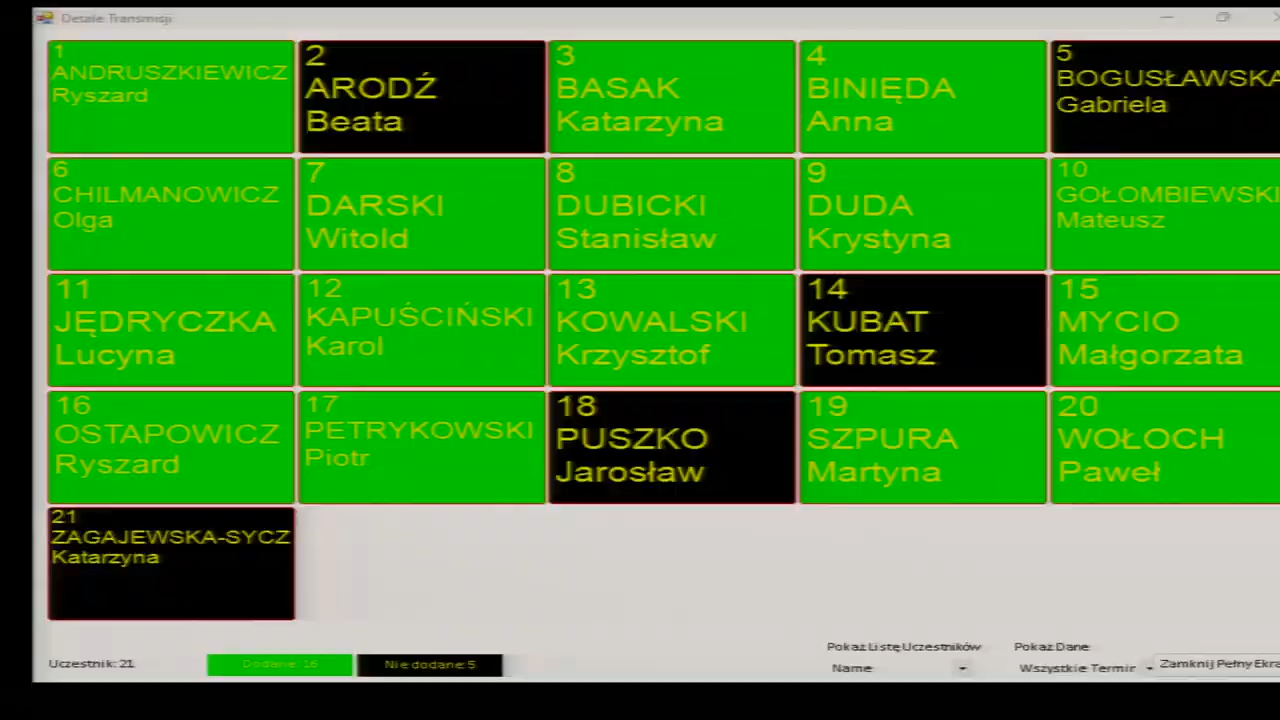 Detale Transmisji
1
ANDRUSZKIEWICZ
Ryszard
2
ARODŹ
Beata
3
BASAK
Katarzyna
4
BINIĘDA
Anna
5
BOGUSŁAWSKA
Gabriela
6
CHILMANOWICZ
Olga
7
DARSKI
Witold
8
DUBICKI
Stanisław
9
DUDA
Krystyna
10
GOŁOMBIEWSKI
Mateusz
11
JĘDRYCZKA
Lucyna
12
KAPUŚCIŃSKI
Karol
13
KOWALSKI
Krzysztof
14
KUBAT
Tomasz
15
MYCIO
Małgorzata
16
OSTAPOWICZ
Ryszard
17
PETRYKOWSKI
Piotr
18
PUSZKO
Jarosław
19
SZPURA
Martyna
20
WOŁOCH
Paweł
21
ZAGAJEWSKA-SYCZ
Katarzyna
Uczestnik: 21
Dodane: 16
Nie dodane: 5
Pokaż Listę Uczestników
Name
Pokaż Dane
Wszystkie Termir
Zamknij Pełny Ekra